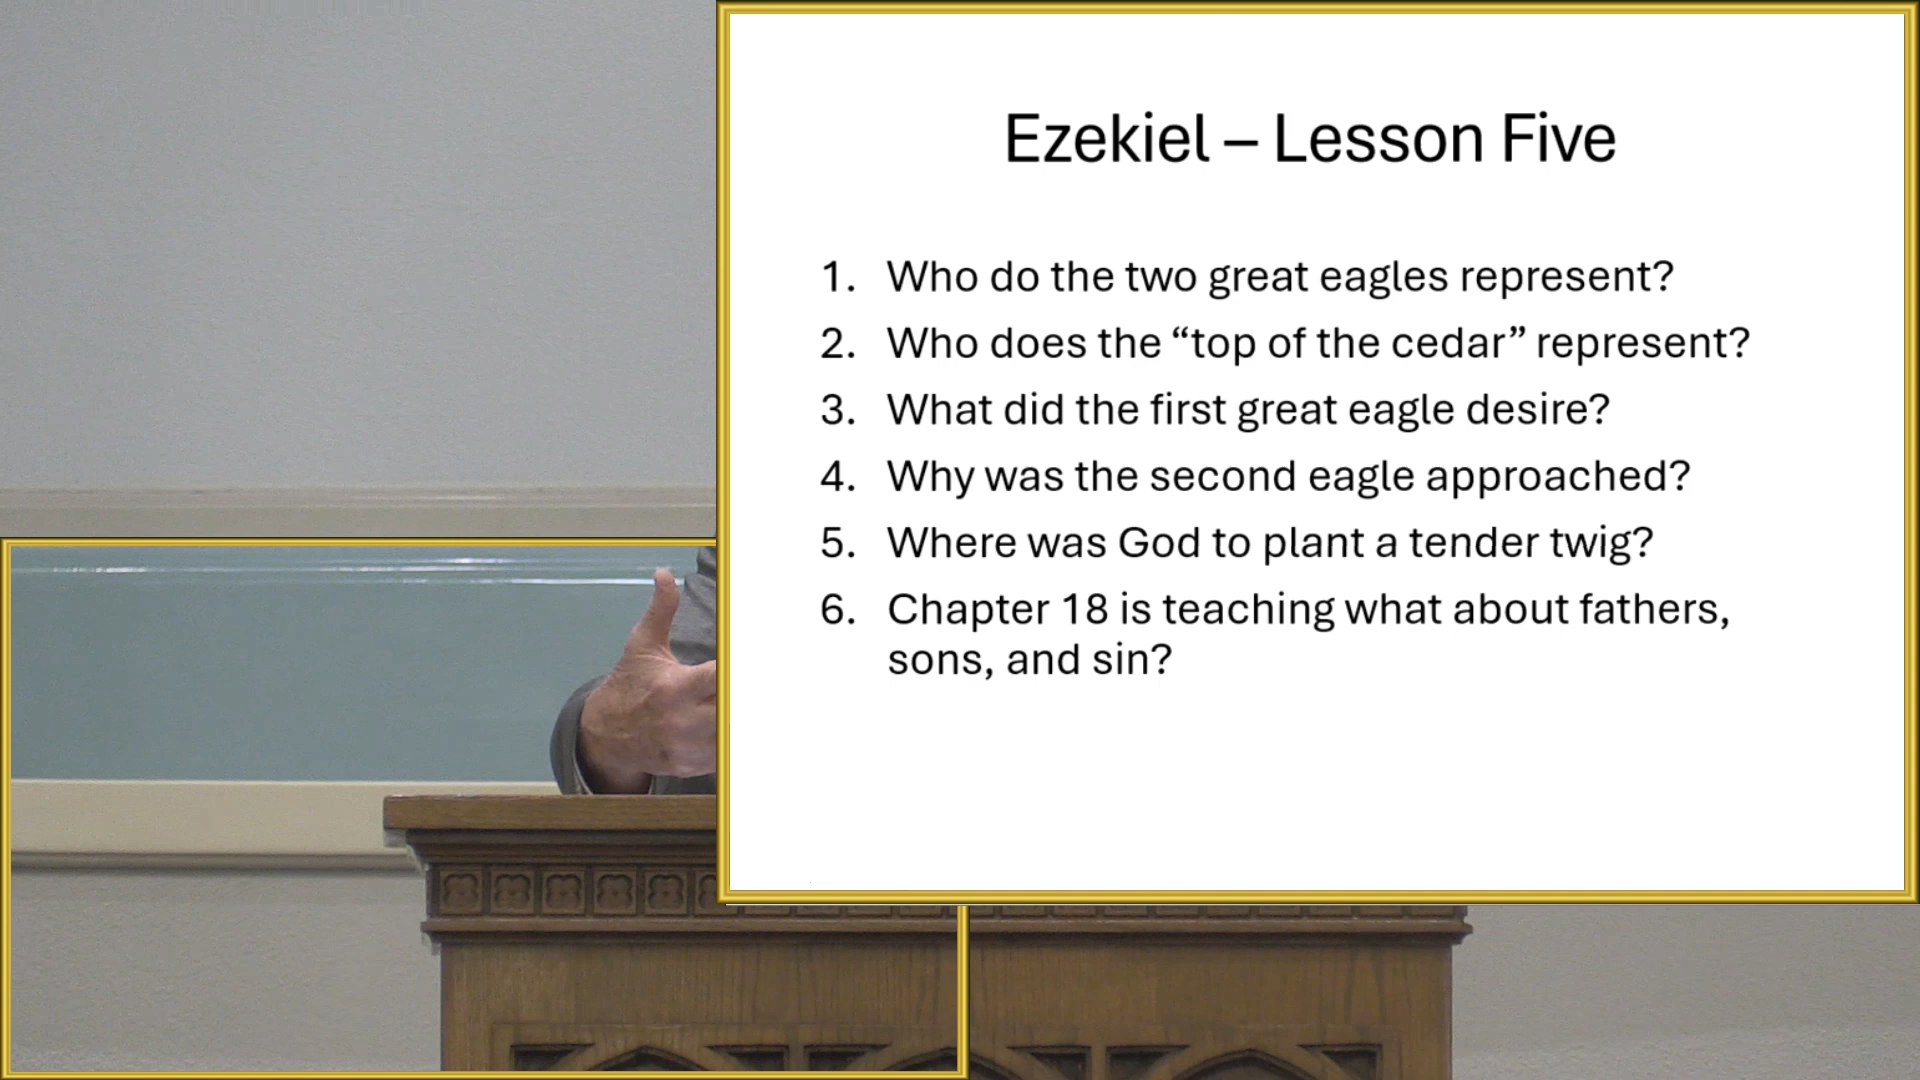 Ezekiel – Lesson Five
1. Who do the two great eagles represent?
2. Who does the “top of the cedar” represent?
3. What did the first great eagle desire?
4. Why was the second eagle approached?
5. Where was God to plant a tender twig?
6. Chapter 18 is teaching what about fathers,
sons, and sin?